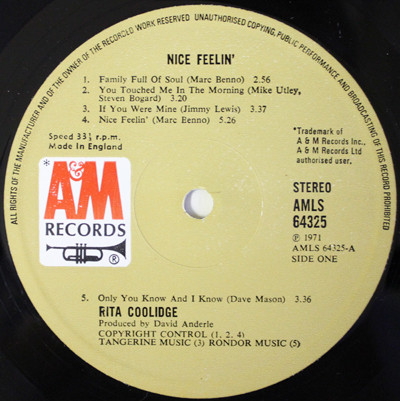 ALL RIGHTS OF THE MANUFACTURER AND OF THE OWNER OF THE RECORDED WORK RESERVED UNAUTHORISED COPYING, PUBLIC PERFORMANCE AND BROADCASTING OF THIS RECORD PROHIBITED
NICE FEELIN'
1. Family Full Of Soul (Marc Benno) 2.56
2. You Touched Me In The Morning (Mike Utley,
Steven Bogard) 3.20
3. If You Were Mine (Jimmy Lewis) 3.37
4. Nice Feelin' (Marc Benno) 5.26
Speed 33⅓ r.p.m.
Made in England
*Trademark of
A & M Records Inc.,
A & M Records Ltd
authorised user.
*
A&M
RECORDS
STEREO
AMLS
64325
℗ 1971
AMLS 64325-A
SIDE ONE
5. Only You Know And I Know (Dave Mason) 3.36
RITA COOLIDGE
Produced by David Anderle
COPYRIGHT CONTROL (1, 2, 4)
TANGERINE MUSIC (3) RONDOR MUSIC (5)